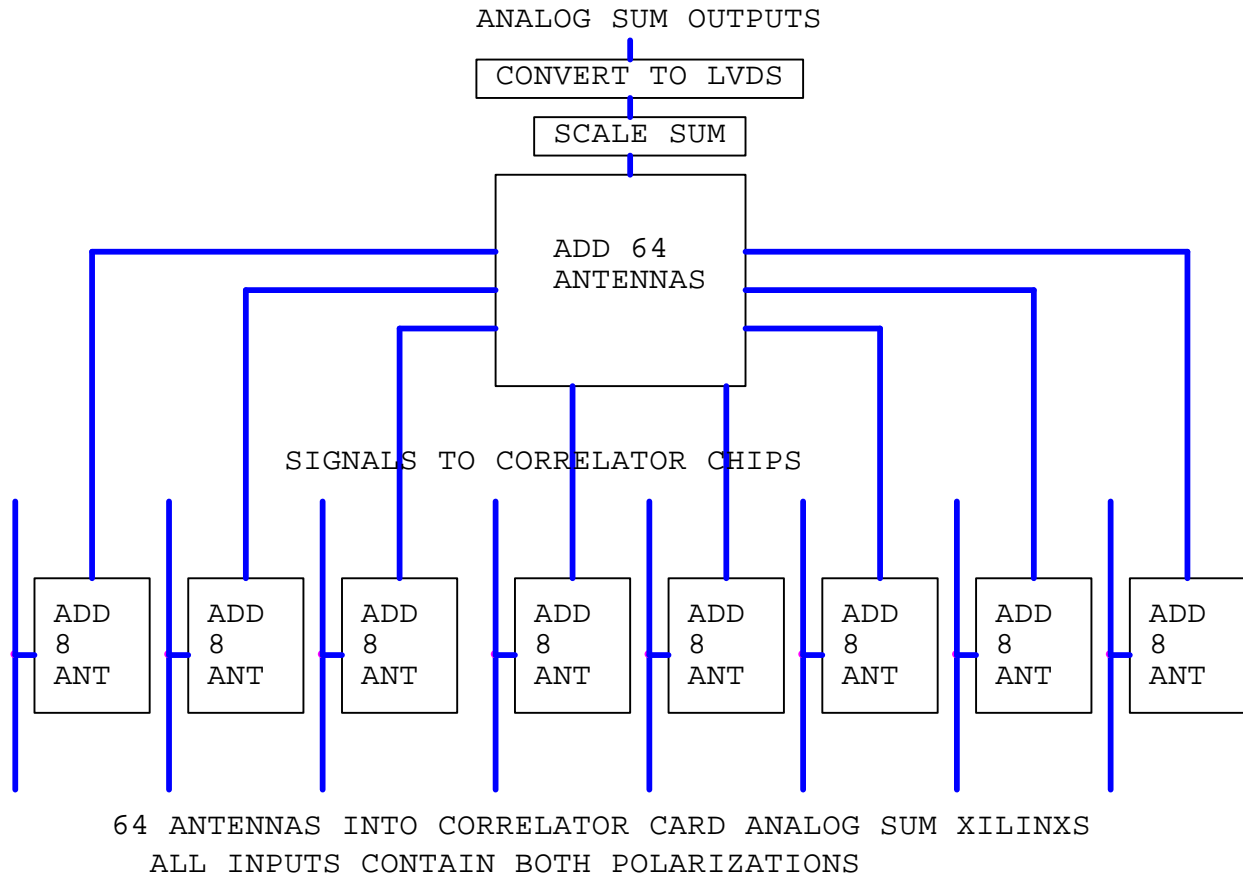 ANALOG SUM OUTPUTS
CONVERT TO LVDS
SCALE SUM
ADD 64
ANTENNAS
SIGNALS TO CORRELATOR CHIPS
ADD
8
ANT
ADD
8
ANT
ADD
8
ANT
ADD
8
ANT
ADD
8
ANT
ADD
8
ANT
ADD
8
ANT
ADD
8
ANT
64 ANTENNAS INTO CORRELATOR CARD ANALOG SUM XILINXS
ALL INPUTS CONTAIN BOTH POLARIZATIONS